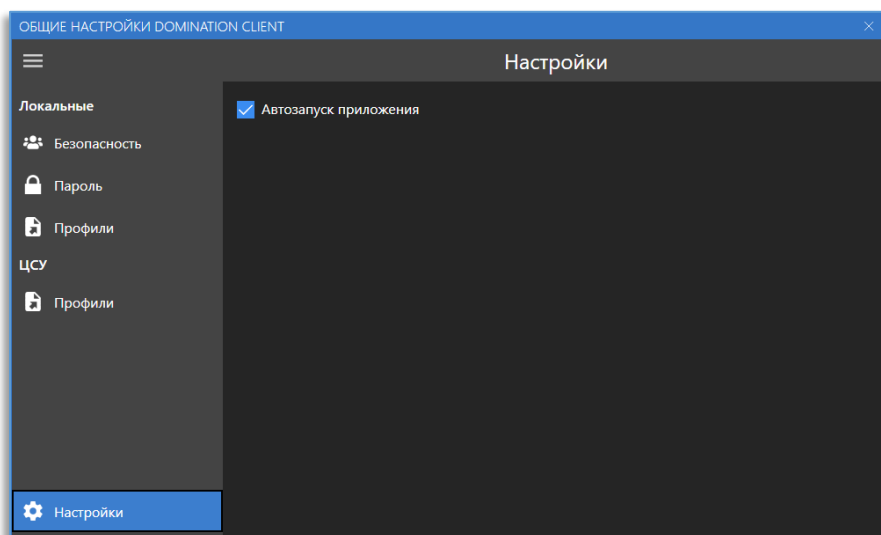 ОБЩИЕ НАСТРОЙКИ DOMINATION CLIENT
Настройки
Локальные
Безопасность
Пароль
Профили
ЦСУ
Профили
Настройки
Автозапуск приложения